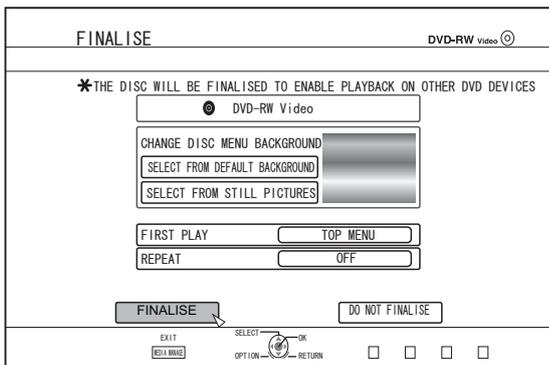 FINALISE
DVD-RW Video
*THE DISC WILL BE FINALISED TO ENABLE PLAYBACK ON OTHER DVD DEVICES
DVD-RW Video
CHANGE DISC MENU BACKGROUND
SELECT FROM DEFAULT BACKGROUND
SELECT FROM STILL PICTURES
FIRST PLAY TOP MENU
REPEAT OFF
FINALISE DO NOT FINALISE
EXIT SELECT OK
MEDIA MANAGE OPTION RETURN